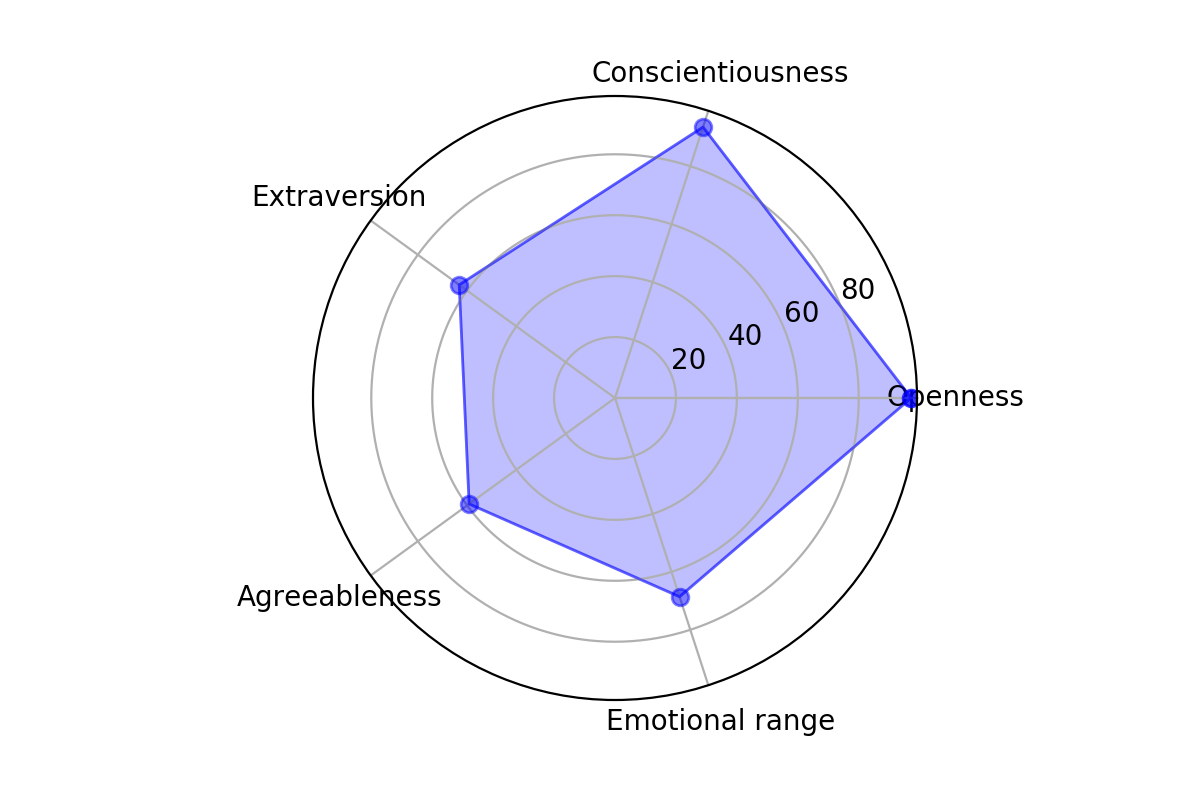 Conscientiousness
Extraversion
80
60
40
20
Openness
Agreeableness
Emotional range